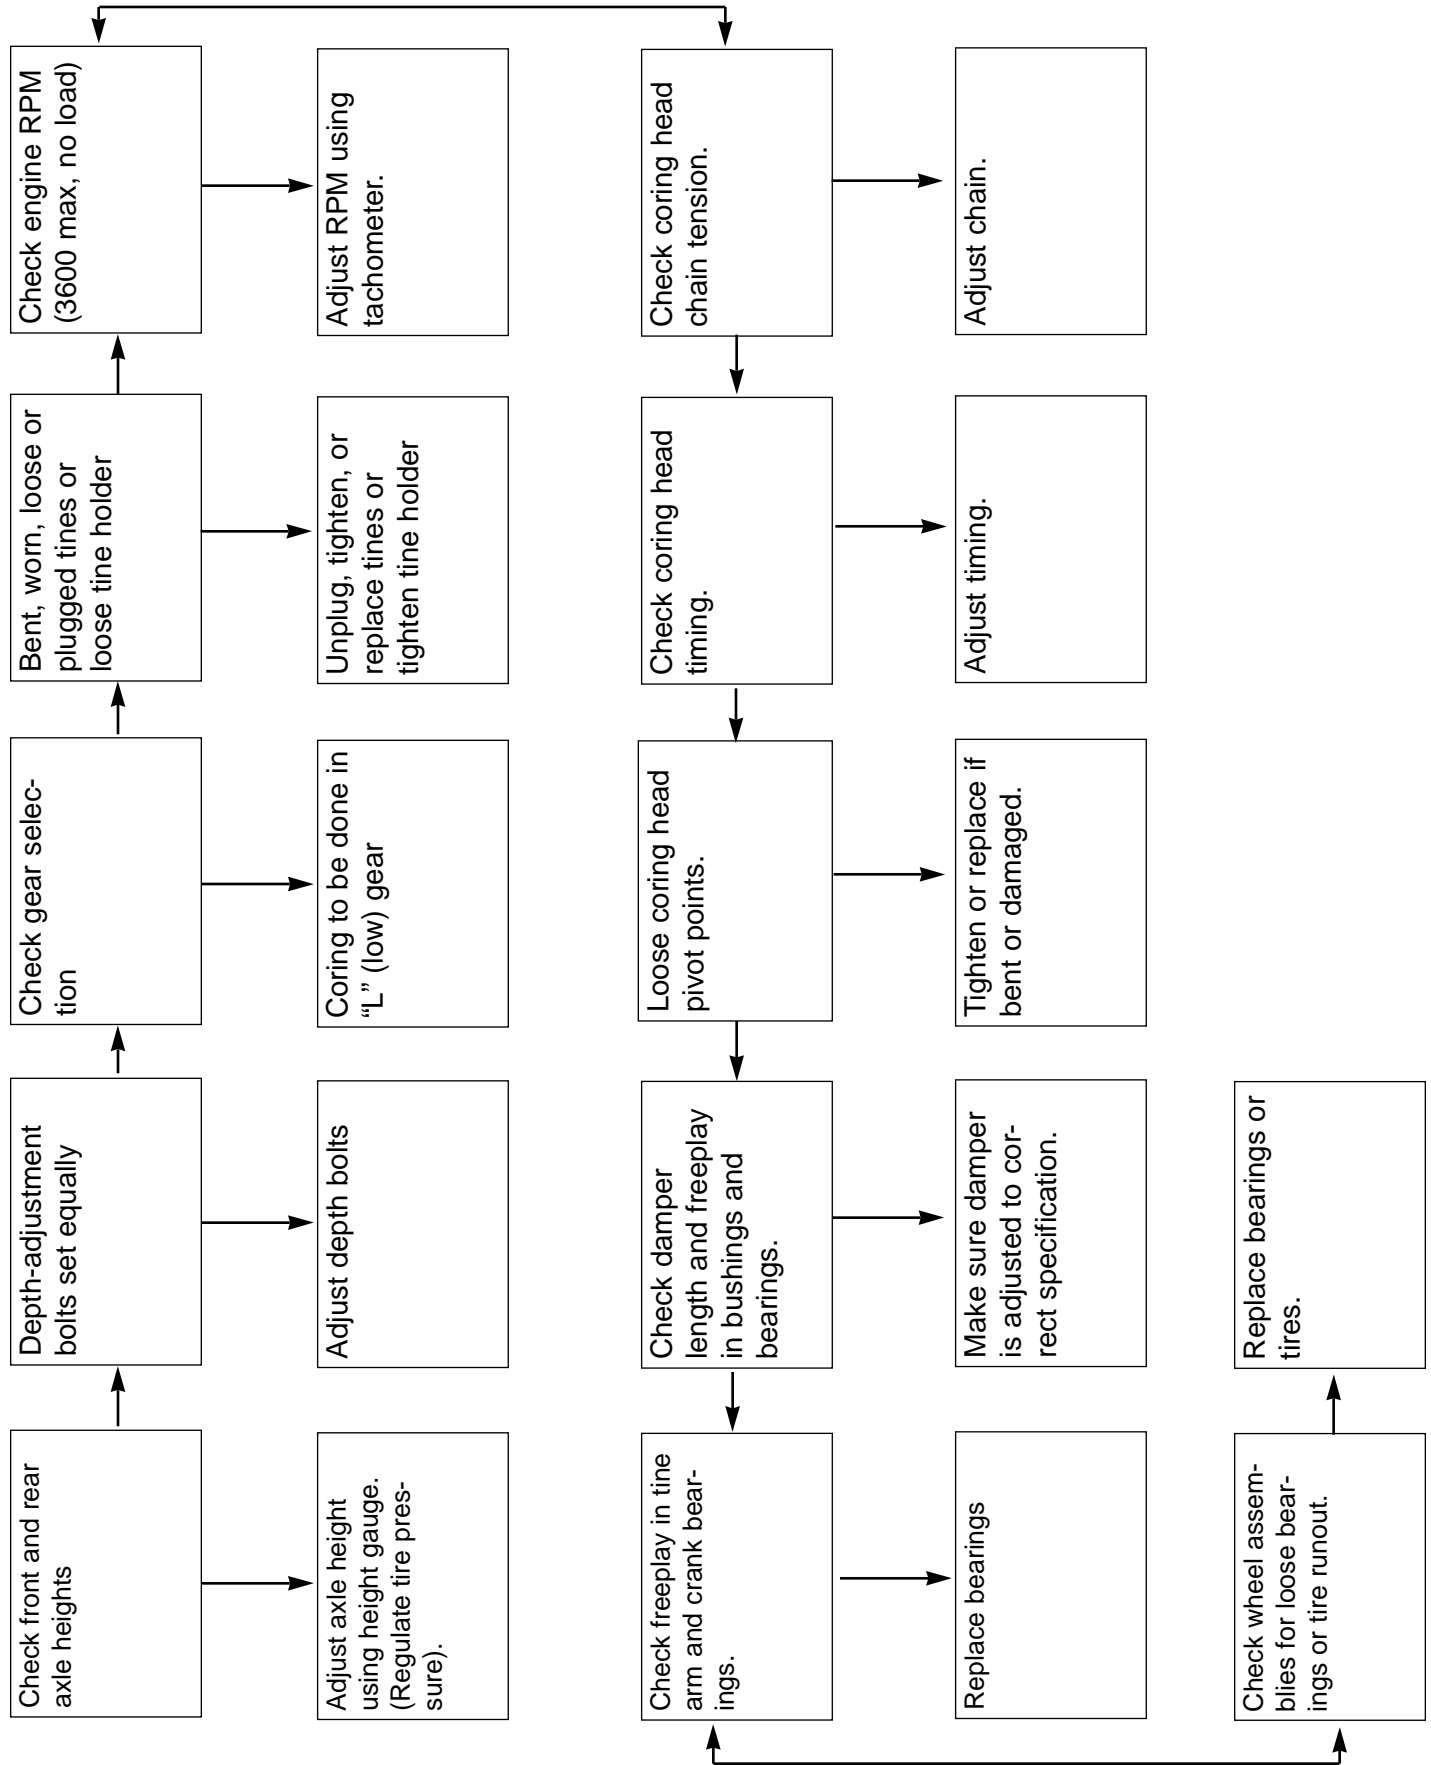 Check front and rear
axle heights
Depth-adjustment
bolts set equally
Check gear selec-
tion
Bent, worn, loose or
plugged tines or
loose tine holder
Check engine RPM
(3600 max, no load)
Adjust axle height
using height gauge.
(Regulate tire pres-
sure).
Adjust depth bolts
Coring to be done in
“L” (low) gear
Unplug, tighten, or
replace tines or
tighten tine holder
Adjust RPM using
tachometer.
Check freeplay in tine
arm and crank bear-
ings.
Check damper
length and freeplay
in bushings and
bearings.
Loose coring head
pivot points.
Check coring head
timing.
Check coring head
chain tension.
Replace bearings
Make sure damper
is adjusted to cor-
rect specification.
Tighten or replace if
bent or damaged.
Adjust timing.
Adjust chain.
Check wheel assem-
blies for loose bear-
ings or tire runout.
Replace bearings or
tires.